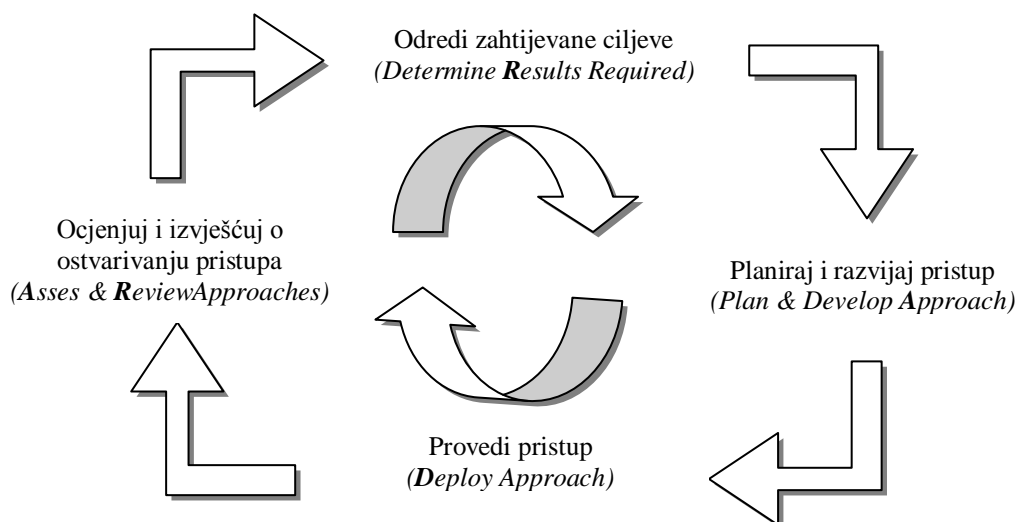 Odredi zahtijevane ciljeve
(Determine Results Required)
Ocjenjuj i izvješćuj o
ostvarivanju pristupa
(Asses & ReviewApproaches)
Planiraj i razvijaj pristup
(Plan & Develop Approach)
Provedi pristup
(Deploy Approach)